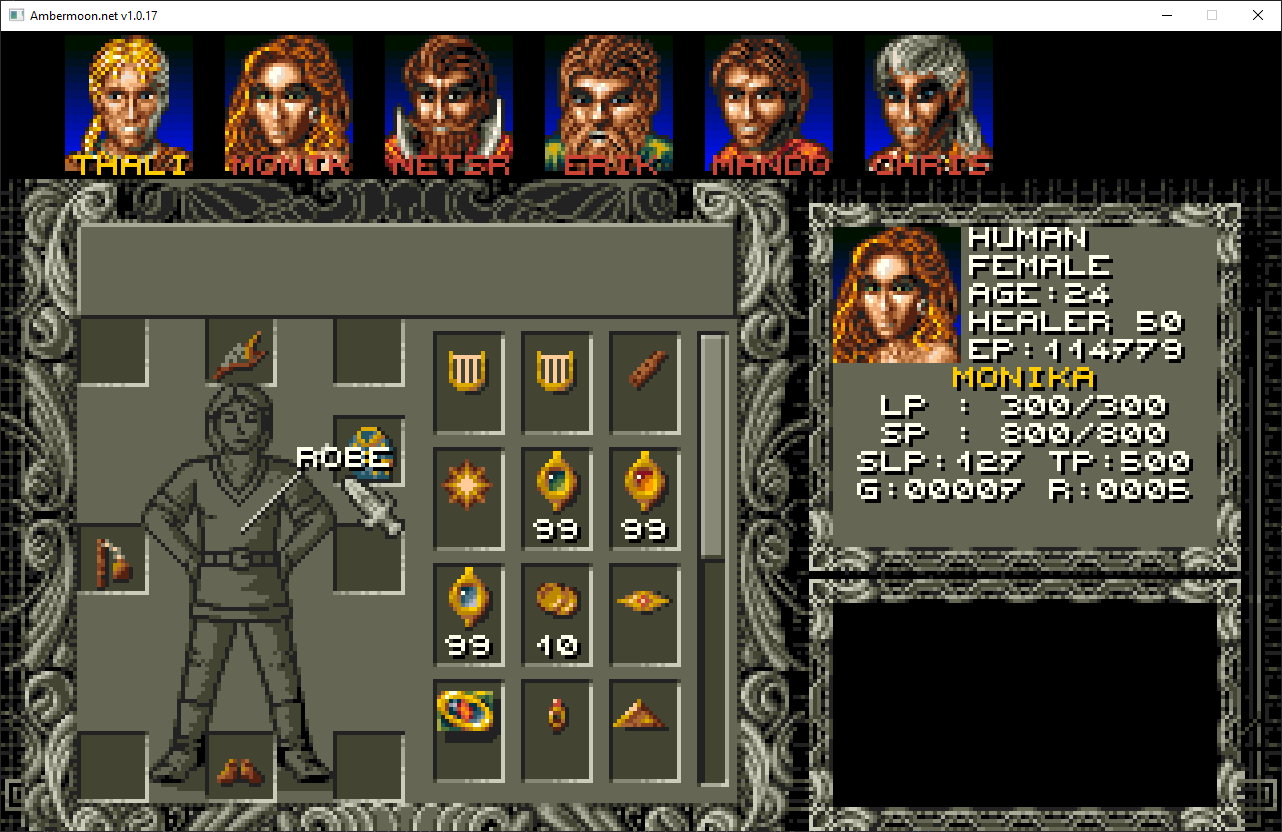 Ambermoon.net v1.0.17
THALI
MONIK
NETSR
ERIK
MANDO
CHRIS
HUMAN
FEMALE
AGE:24
HEALER 50
EP:114779
MONIKA
LP : 300/300
SP : 800/800
SLP:127 TP:500
G:00007 R:0005
ROBE
99
99
99
10